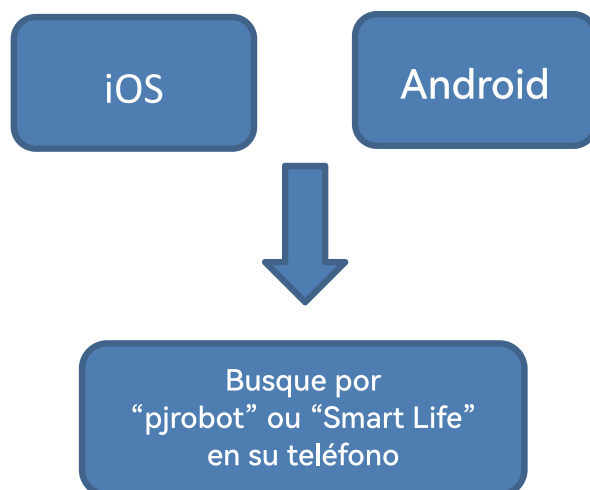 iOS
Android
Busque por
“pjrobot” ou “Smart Life”
en su teléfono